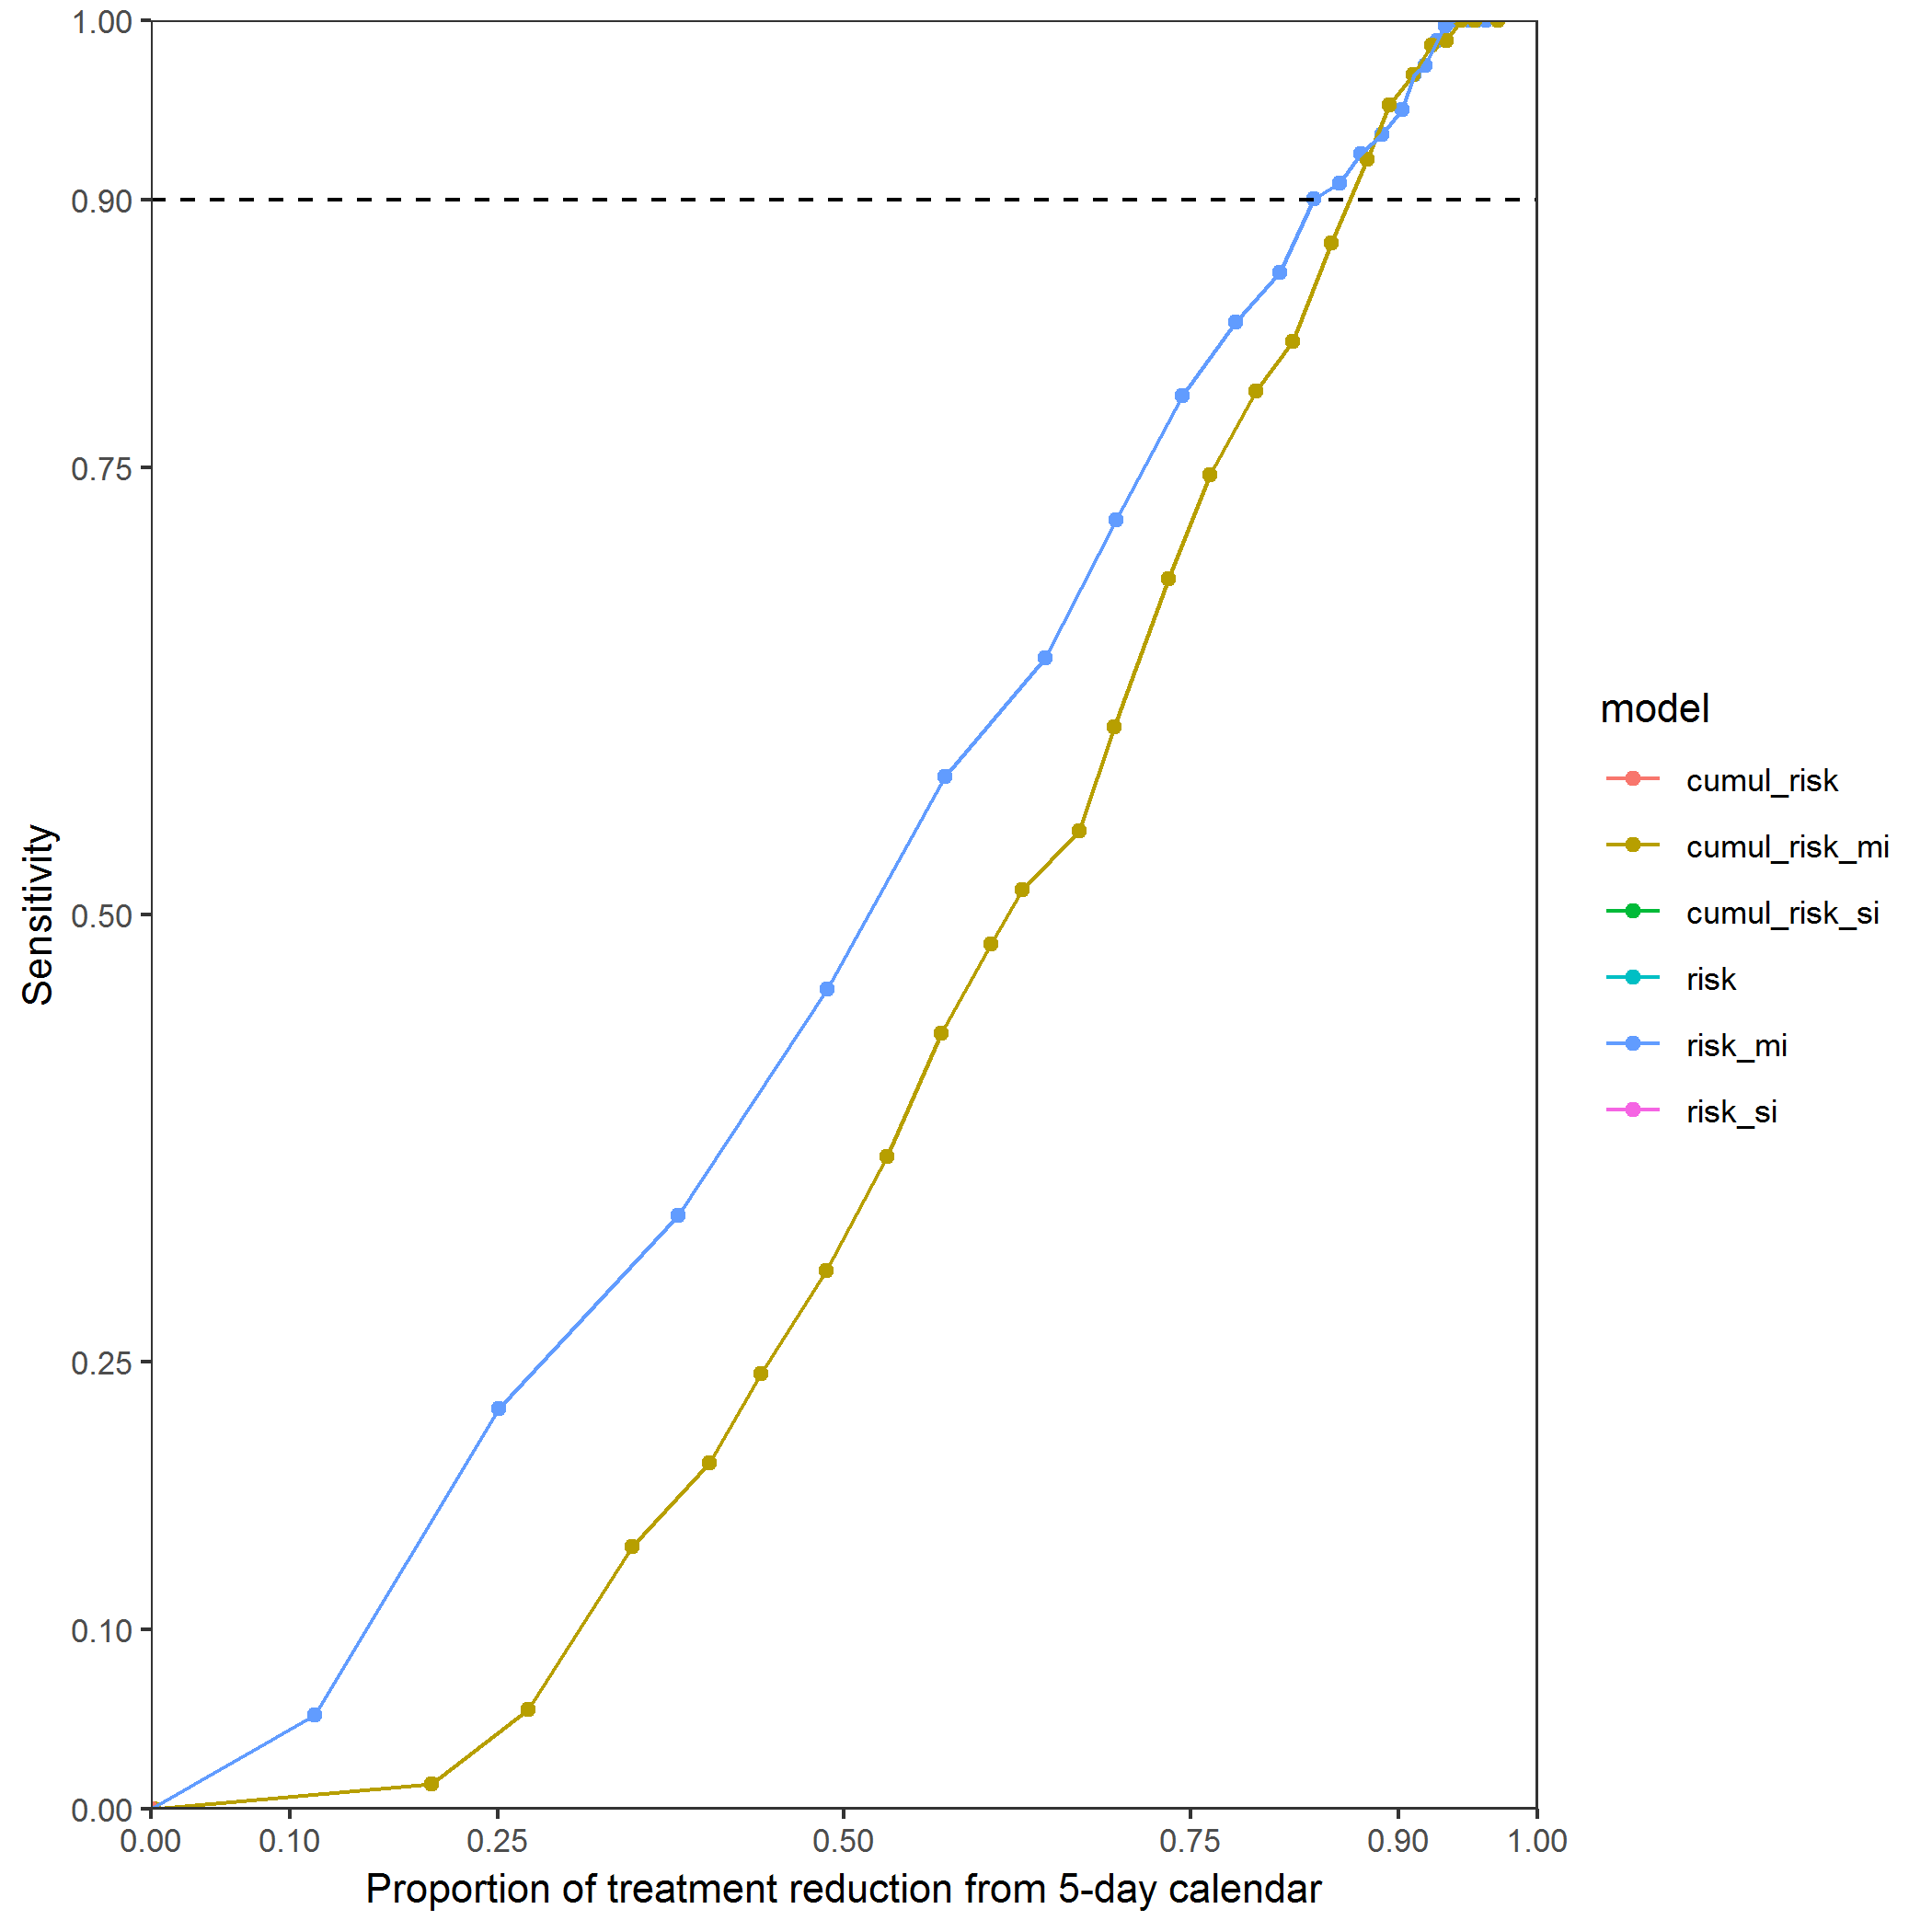 1.00
0.90
0.75
0.50
0.25
0.10
0.00
Sensitivity
0.00 0.10 0.25 0.50 0.75 0.90 1.00
Proportion of treatment reduction from 5-day calendar
model
cumul_risk
cumul_risk_mi
cumul_risk_si
risk
risk_mi
risk_si